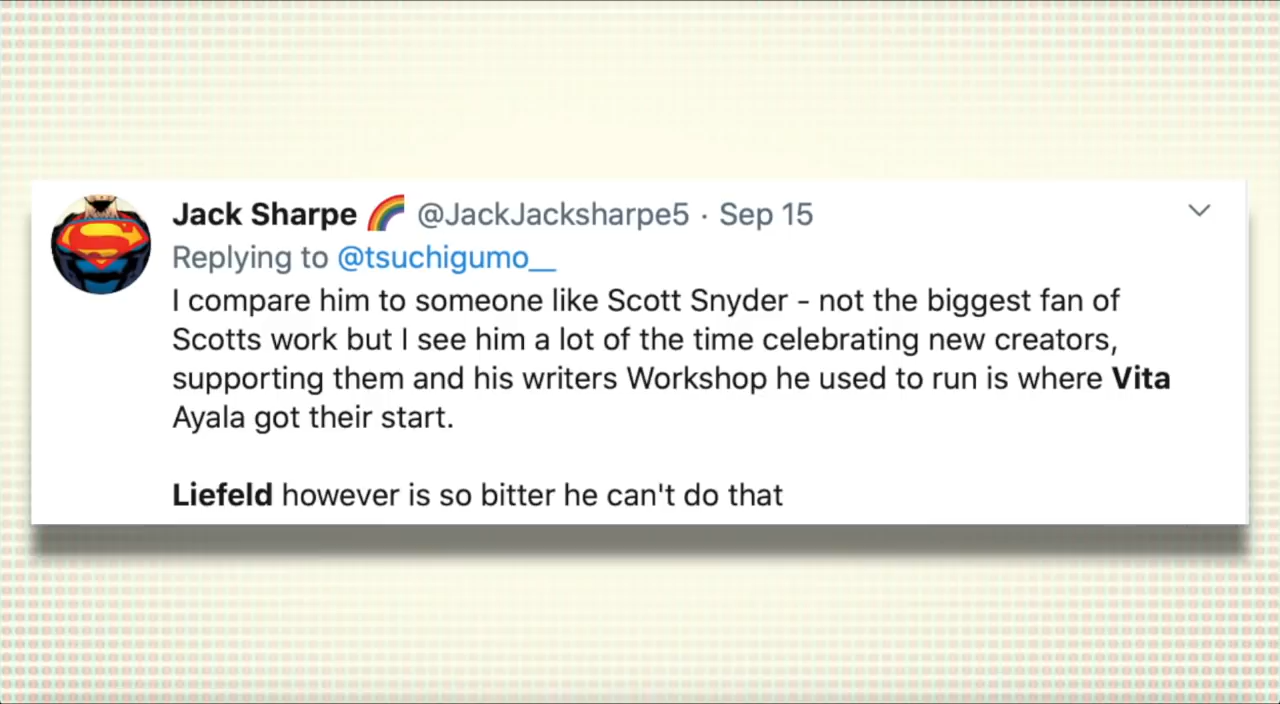 Jack Sharpe 🌈 @JackJacksharpe5 · Sep 15
Replying to @tsuchigumo__
I compare him to someone like Scott Snyder - not the biggest fan of
Scotts work but I see him a lot of the time celebrating new creators,
supporting them and his writers Workshop he used to run is where Vita
Ayala got their start.
Liefeld however is so bitter he can't do that